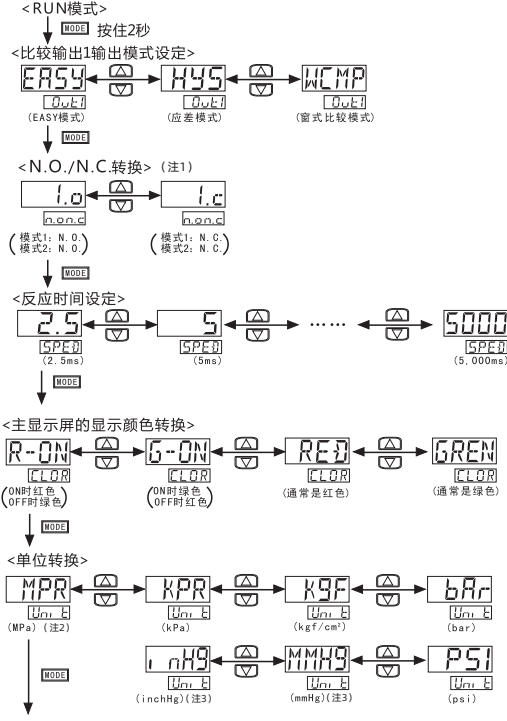 <RUN模式>
MODE 按住2秒
<比较输出1输出模式设定>
EASY HYS WCMP
Out1 Out1 Out1
(EASY模式) (应差模式) (窗式比较模式)
MODE
<N.O./N.C.转换> (注1)
1.o 1.c
n.on.c n.on.c
(模式1: N.O. (模式1: N.C.
模式2: N.O.) 模式2: N.C.)
MODE
<反应时间设定>
2.5 5 …… 5000
SPED SPED SPED
(2.5ms) (5ms) (5,000ms)
MODE
<主显示屏的显示颜色转换>
R-ON G-ON RED GREN
CLOR CLOR CLOR CLOR
(ON时红色 (ON时绿色 (通常是红色) (通常是绿色)
OFF时绿色) OFF时红色)
MODE
<单位转换>
MPR KPR KgF bAr
Unit Unit Unit Unit
(MPa) (注2) (kPa) (kgf/cm²) (bar)
MODE
inHg MMHg PSI
Unit Unit Unit
(inchHg)(注3) (mmHg)(注3) (psi)